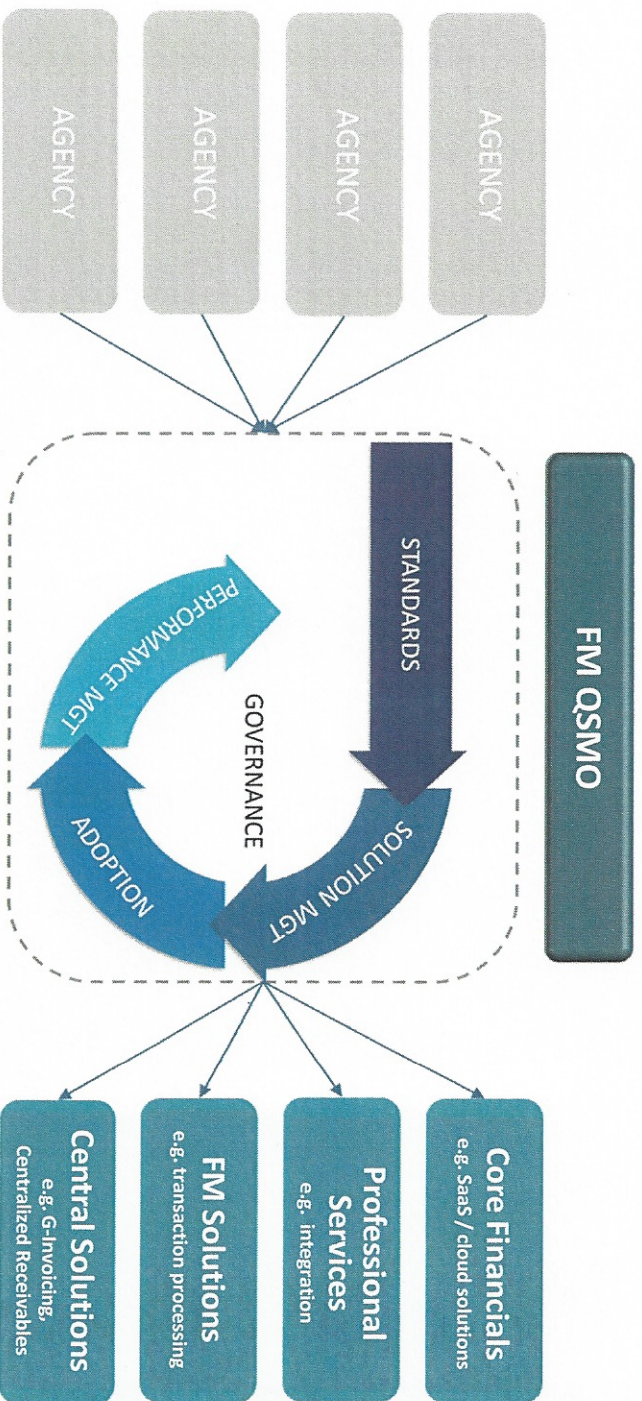 FM QSMO
AGENCY
AGENCY
AGENCY
AGENCY
STANDARDS
SOLUTION MGT
ADOPTION
PERFORMANCE MGT
GOVERNANCE
Core Financials
e.g. SaaS / cloud solutions
Professional
Services
e.g. integration
FM Solutions
e.g. transaction processing
Central Solutions
e.g. G-Invoicing,
Centralized Receivables